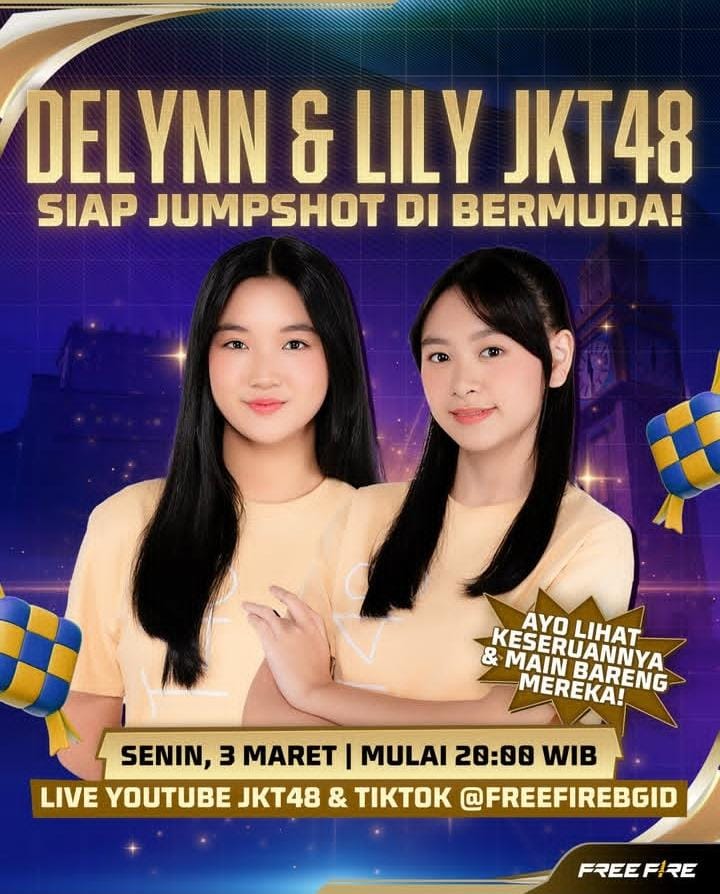 DELYNN & LILY JKT48
SIAP JUMPSHOT DI BERMUDA!
AYO LIHAT
KESERUANNYA
& MAIN BARENG
MEREKA!
SENIN, 3 MARET | MULAI 20:00 WIB
LIVE YOUTUBE JKT48 & TIKTOK @FREEFIREBGID
FREE FIRE